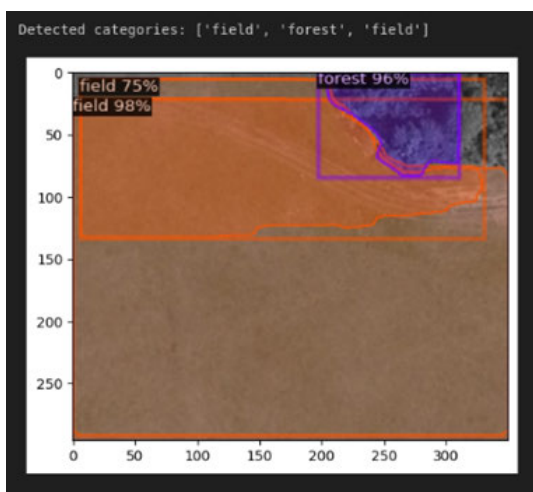 Detected categories: ['field', 'forest', 'field']
field 75%
forest 96%
field 98%
0
50
100
150
200
250
0 50 100 150 200 250 300